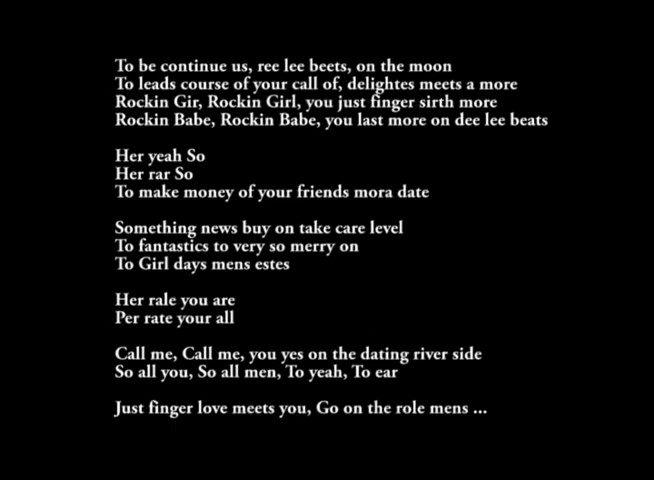 To be continue us, ree lee beets, on the moon
To leads course of your call of, delightes meets a more
Rockin Gir, Rockin Girl, you just finger sirth more
Rockin Babe, Rockin Babe, you last more on dee lee beats
Her yeah So
Her rar So
To make money of your friends mora date
Something news buy on take care level
To fantastics to very so merry on
To Girl days mens estes
Her rale you are
Per rate your all
Call me, Call me, you yes on the dating river side
So all you, So all men, To yeah, To ear
Just finger love meets you, Go on the role mens ...